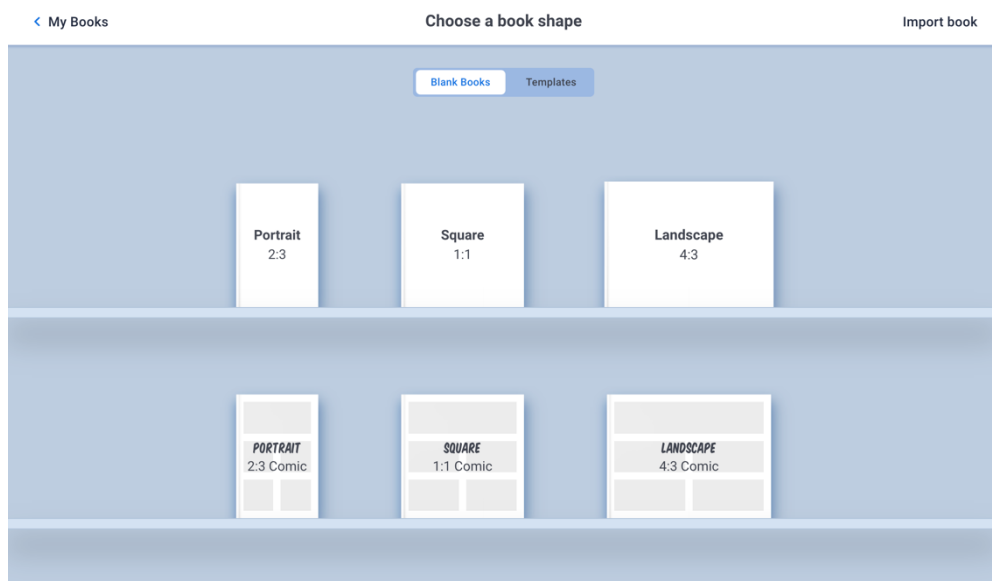 My Books
Choose a book shape
Import book
Blank Books
Templates
Portrait
2:3
Square
1:1
Landscape
4:3
PORTRAIT
2:3 Comic
SQUARE
1:1 Comic
LANDSCAPE
4:3 Comic